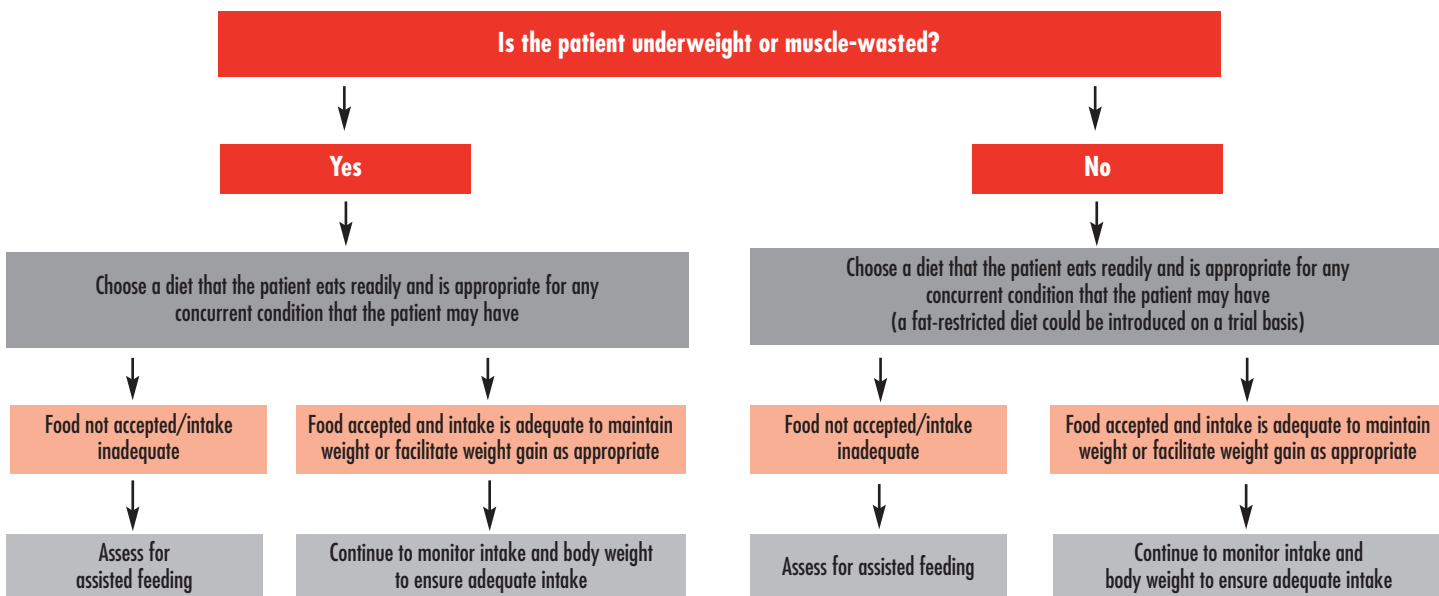 Is the patient underweight or muscle-wasted?
Yes
No
Choose a diet that the patient eats readily and is appropriate for any
concurrent condition that the patient may have
Choose a diet that the patient eats readily and is appropriate for any
concurrent condition that the patient may have
(a fat-restricted diet could be introduced on a trial basis)
Food not accepted/intake
inadequate
Food accepted and intake is adequate to maintain
weight or facilitate weight gain as appropriate
Food not accepted/intake
inadequate
Food accepted and intake is adequate to maintain
weight or facilitate weight gain as appropriate
Assess for
assisted feeding
Continue to monitor intake and body weight
to ensure adequate intake
Assess for assisted feeding
Continue to monitor intake and
body weight to ensure adequate intake